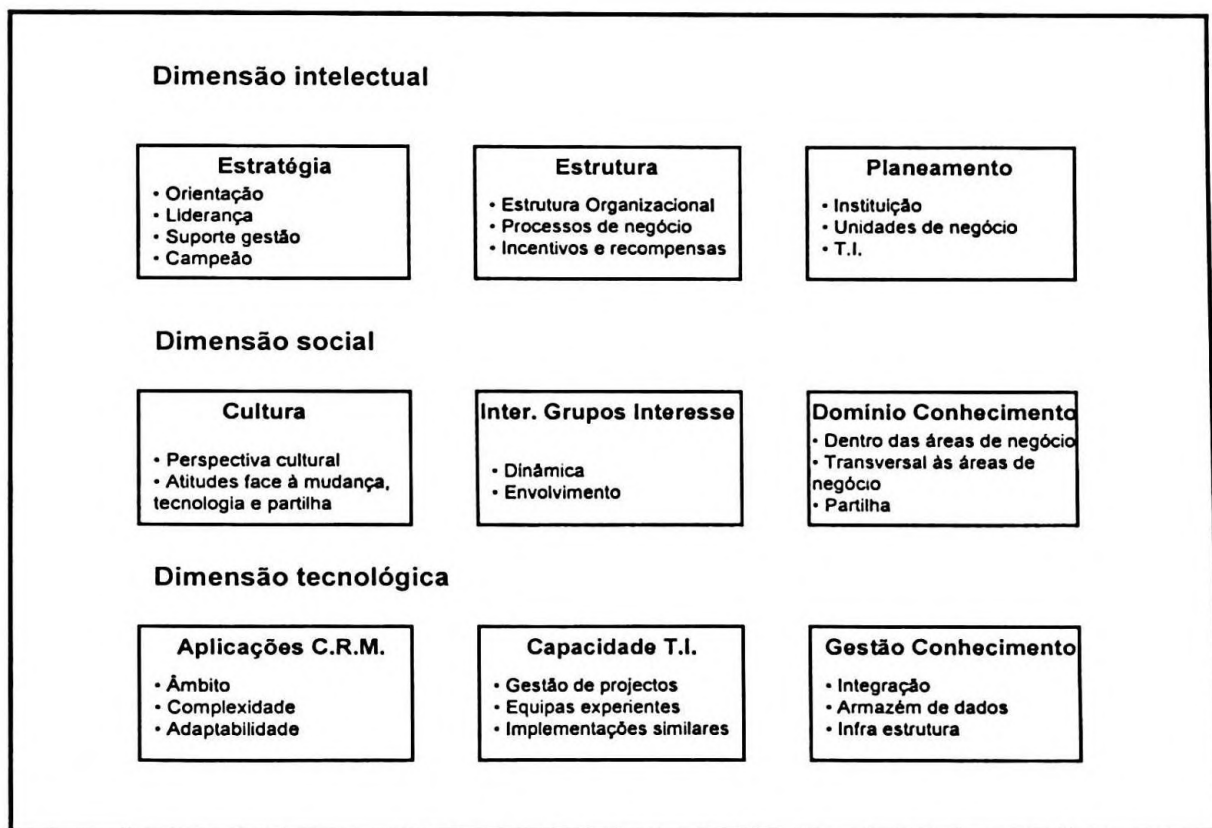 Dimensão intelectual
Estratégia
• Orientação
• Liderança
• Suporte gestão
• Campeão
Estrutura
• Estrutura Organizacional
• Processos de negócio
• Incentivos e recompensas
Planeamento
• Instituição
• Unidades de negócio
• T.I.
Dimensão social
Cultura
• Perspectiva cultural
• Atitudes face à mudança,
tecnologia e partilha
Inter. Grupos Interesse
• Dinâmica
• Envolvimento
Domínio Conhecimento
• Dentro das áreas de negócio
• Transversal às áreas de
negócio
• Partilha
Dimensão tecnológica
Aplicações C.R.M.
• Âmbito
• Complexidade
• Adaptabilidade
Capacidade T.I.
• Gestão de projectos
• Equipas experientes
• Implementações similares
Gestão Conhecimento
• Integração
• Armazém de dados
• Infra estrutura